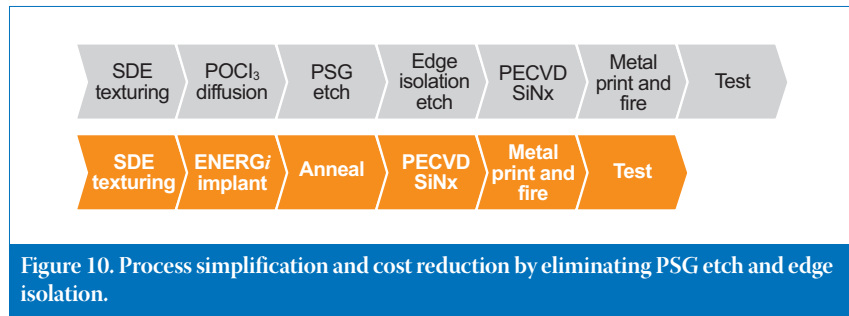 SDE
texturing
POCl₃
diffusion
PSG
etch
Edge
isolation
etch
PECVD
SiNx
Metal
print and
fire
Test
SDE
texturing
ENERGi
implant
Anneal
PECVD
SiNx
Metal
print and
fire
Test
Figure 10. Process simplification and cost reduction by eliminating PSG etch and edge
isolation.